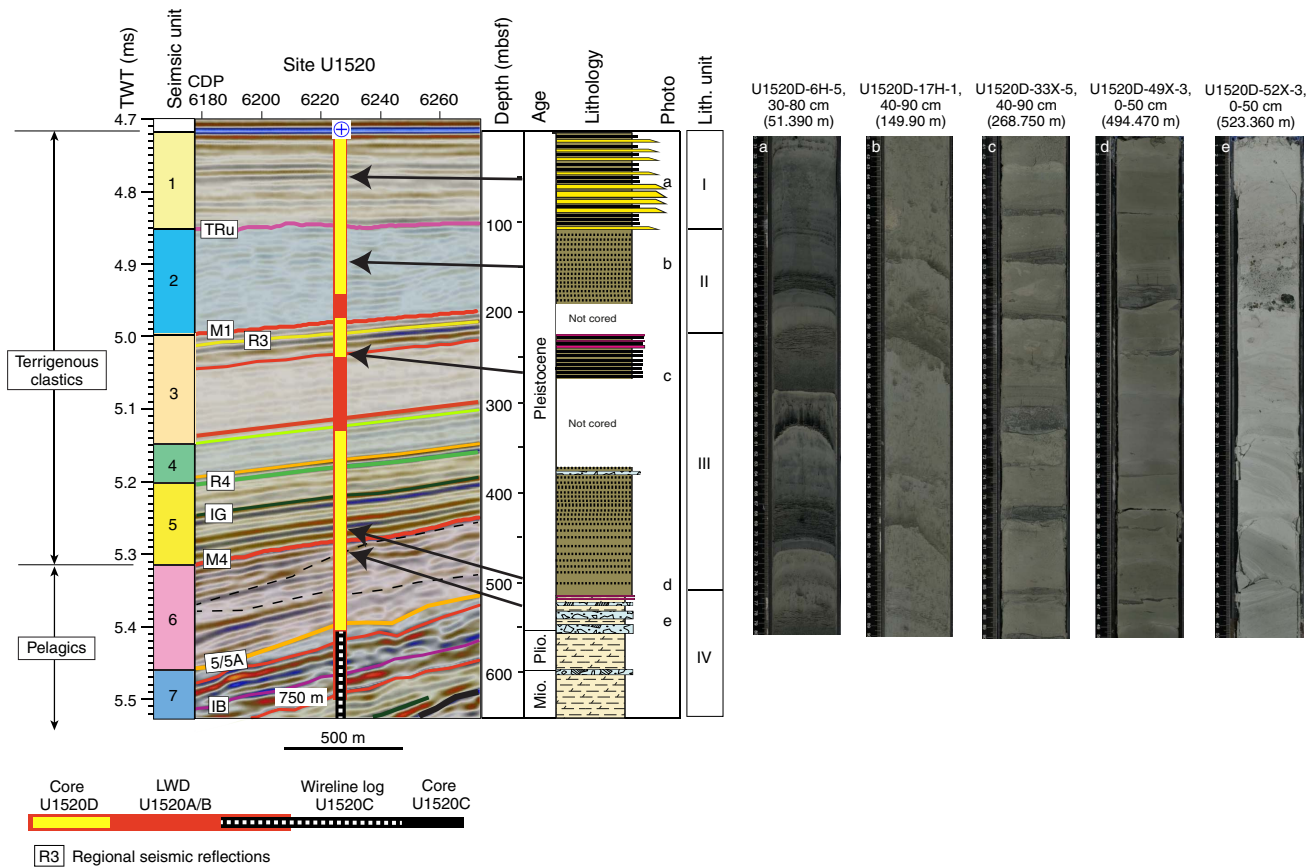 TWT (ms)
Seimsic unit
CDP
Site U1520
6180 6200 6220 6240 6260
Depth (mbsf)
Age
Lithology
Photo
Lith. unit
4.7
4.8
4.9
5.0
5.1
5.2
5.3
5.4
5.5
Terrigenous
clastics
Pelagics
1
2
3
4
5
6
7
TRu
M1
R3
R4
IG
M4
5/5A
IB
750 m
500 m
100
200
300
400
500
600
Pleistocene
Plio.
Mio.
Not cored
Not cored
a
b
c
d
e
I
II
III
IV
U1520D-6H-5,
30-80 cm
(51.390 m)
U1520D-17H-1,
40-90 cm
(149.90 m)
U1520D-33X-5,
40-90 cm
(268.750 m)
U1520D-49X-3,
0-50 cm
(494.470 m)
U1520D-52X-3,
0-50 cm
(523.360 m)
a
b
c
d
e
Core
U1520D
LWD
U1520A/B
Wireline log
U1520C
Core
U1520C
R3 Regional seismic reflections